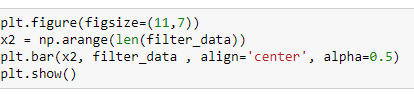 plt.figure(figsize=(11,7))
x2 = np.arange(len(filter_data))
plt.bar(x2, filter_data , align='center', alpha=0.5)
plt.show()